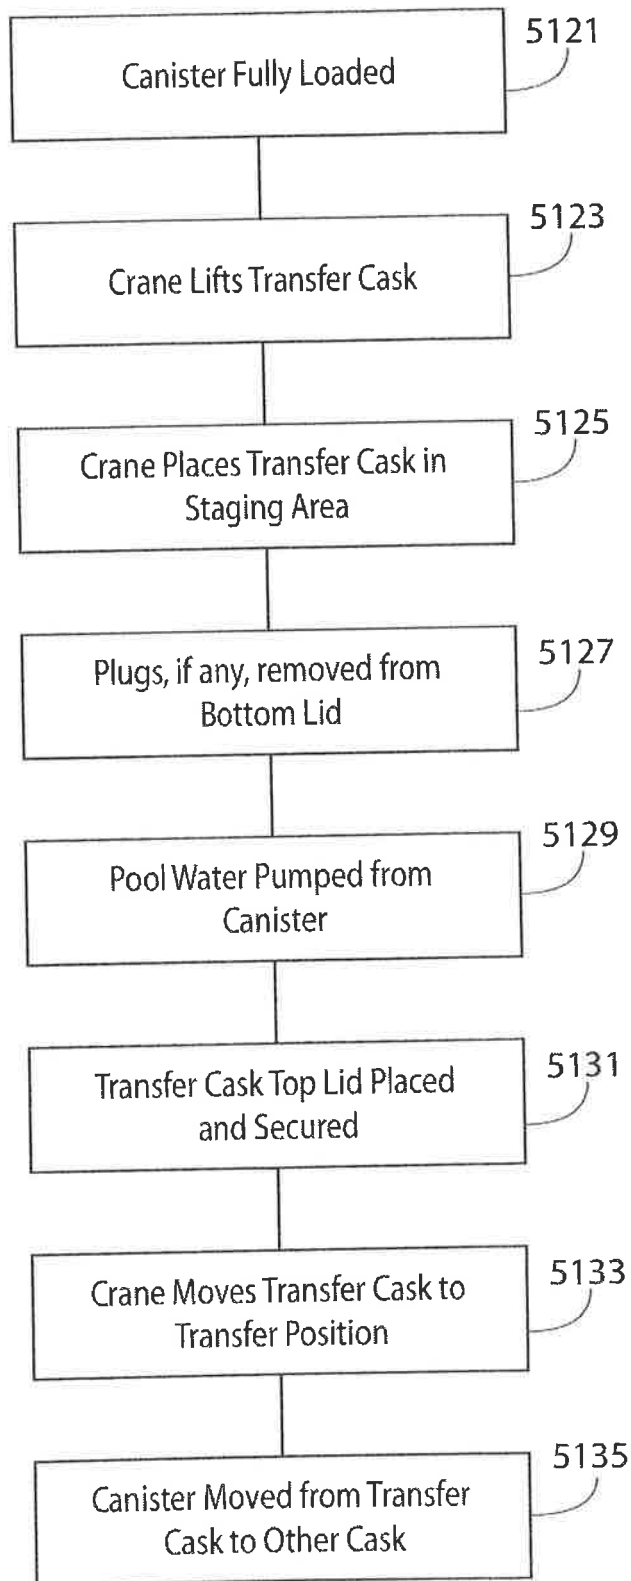 5121
Canister Fully Loaded
5123
Crane Lifts Transfer Cask
5125
Crane Places Transfer Cask in
Staging Area
5127
Plugs, if any, removed from
Bottom Lid
5129
Pool Water Pumped from
Canister
5131
Transfer Cask Top Lid Placed
and Secured
5133
Crane Moves Transfer Cask to
Transfer Position
5135
Canister Moved from Transfer
Cask to Other Cask